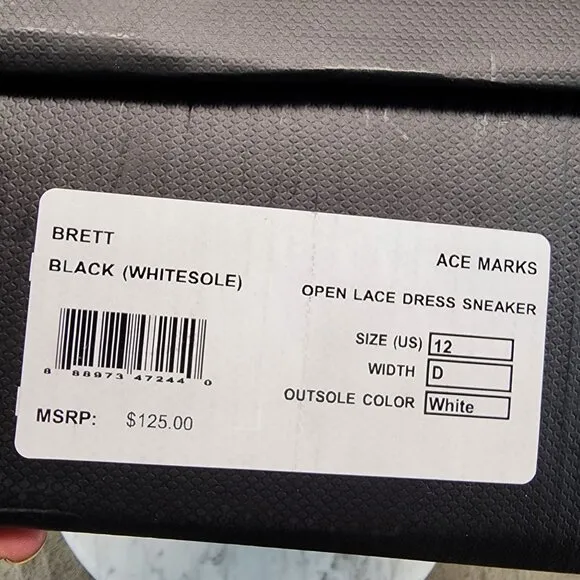 BRETT
BLACK (WHITESOLE)
8 88973 47244 0
MSRP: $125.00
ACE MARKS
OPEN LACE DRESS SNEAKER
SIZE (US) 12
WIDTH D
OUTSOLE COLOR White